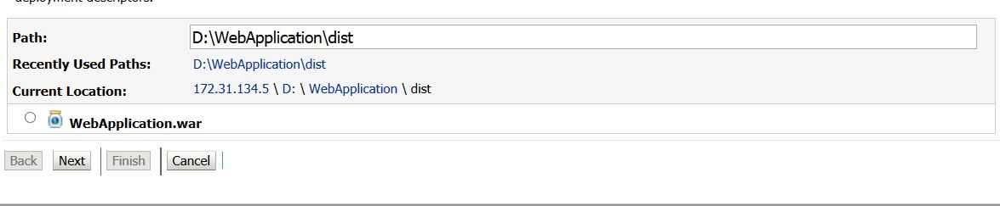 deployment descriptors.
Path: D:\WebApplication\dist
Recently Used Paths: D:\WebApplication\dist
Current Location: 172.31.134.5 \ D: \ WebApplication \ dist
WebApplication.war
Back Next Finish Cancel